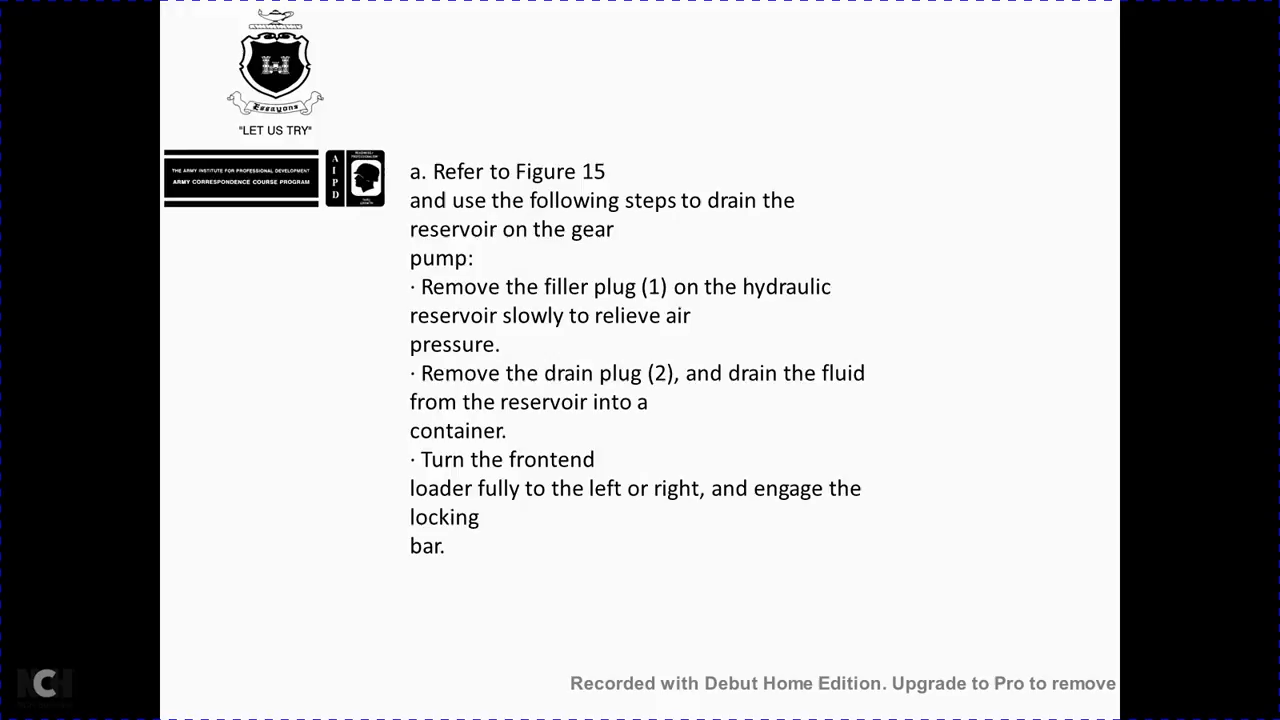 Essayons
"LET US TRY"
THE ARMY INSTITUTE FOR PROFESSIONAL DEVELOPMENT
ARMY CORRESPONDENCE COURSE PROGRAM
A
I
P
D
a. Refer to Figure 15
and use the following steps to drain the
reservoir on the gear
pump:
· Remove the filler plug (1) on the hydraulic
reservoir slowly to relieve air
pressure.
· Remove the drain plug (2), and drain the fluid
from the reservoir into a
container.
· Turn the frontend
loader fully to the left or right, and engage the
locking
bar.
NCH
Recorded with Debut Home Edition. Upgrade to Pro to remove